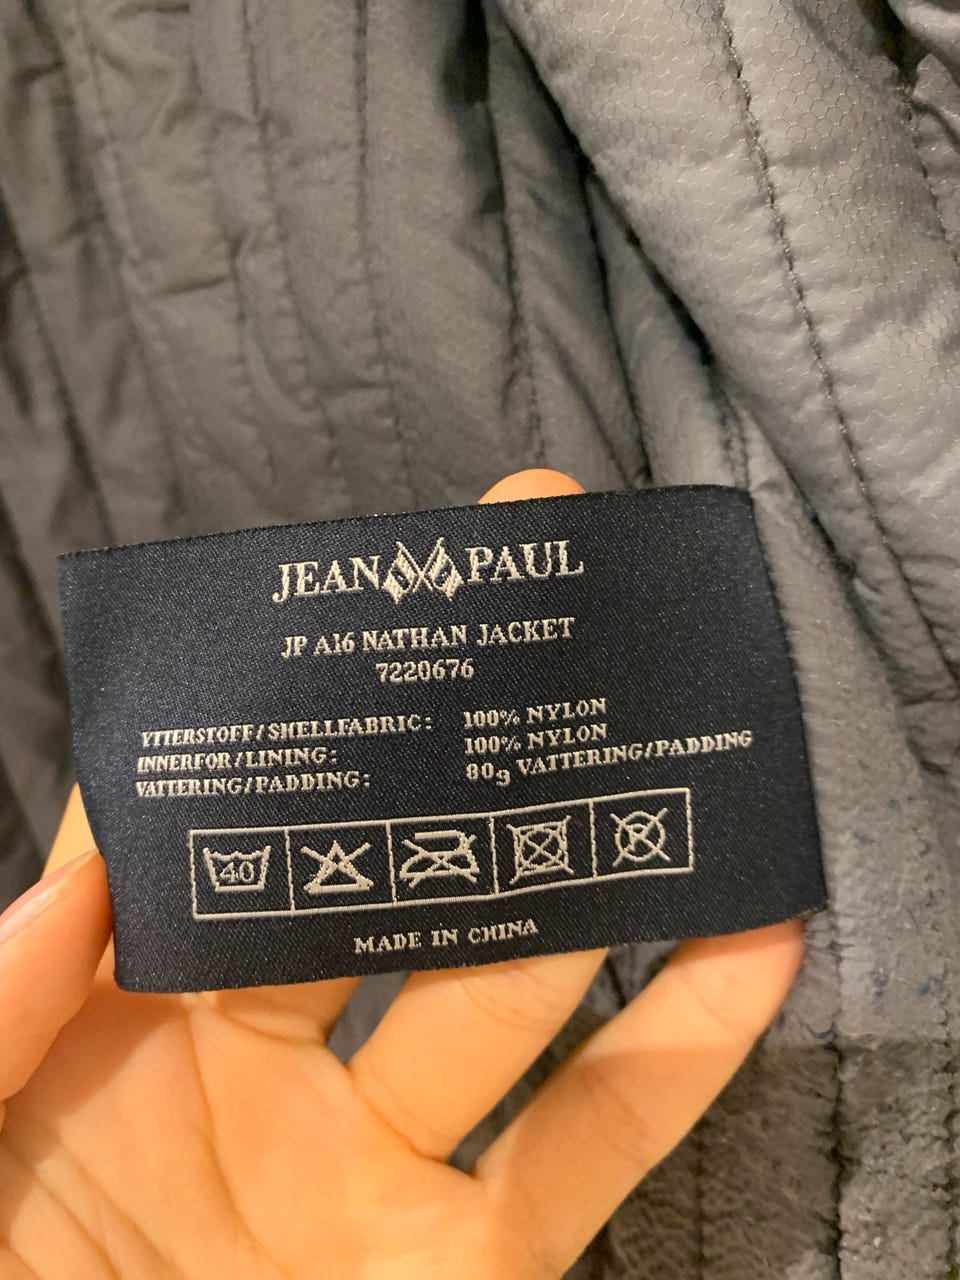 JEAN PAUL
JP A16 NATHAN JACKET
7220676
YTTERSTOFF/SHELLFABRIC: 100% NYLON
INNERFOR/LINING: 100% NYLON
VATTERING/PADDING: 80g VATTERING/PADDING
40
MADE IN CHINA